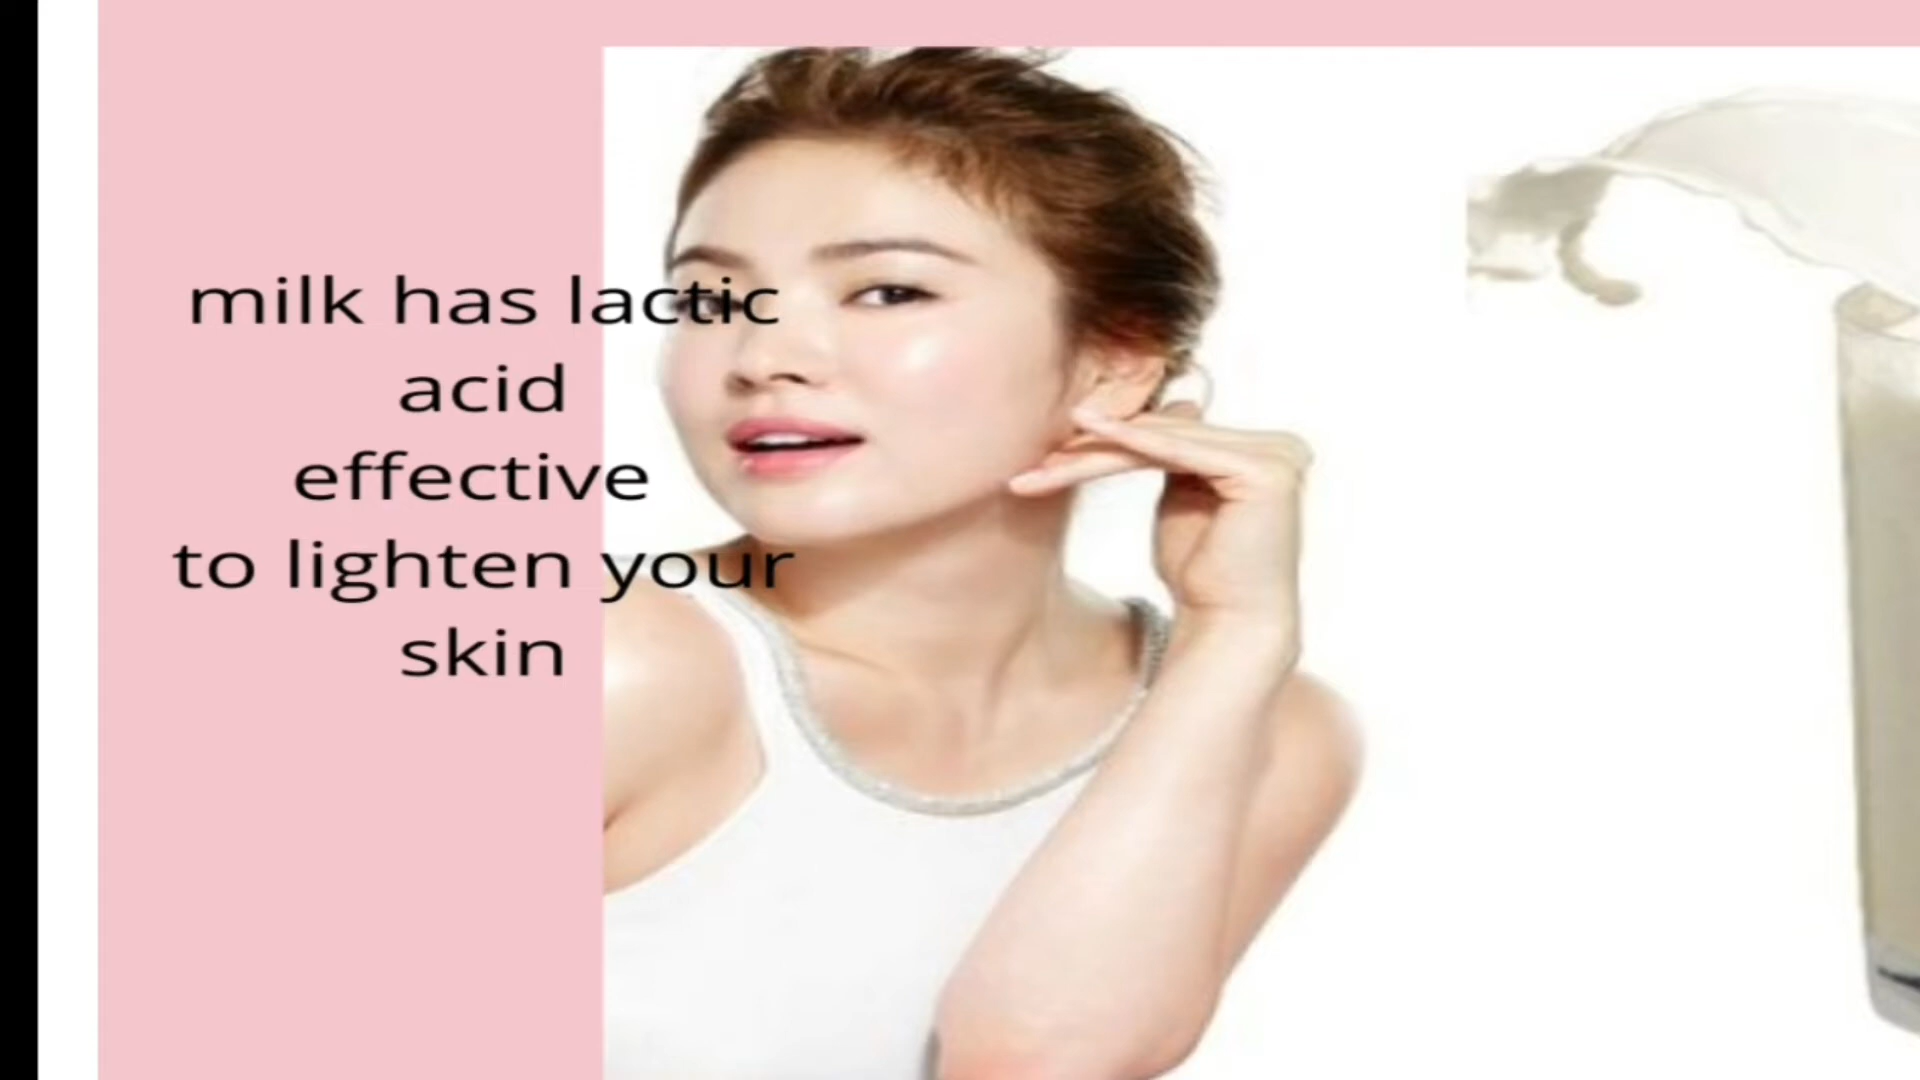 milk has lactic
acid
effective
to lighten your
skin